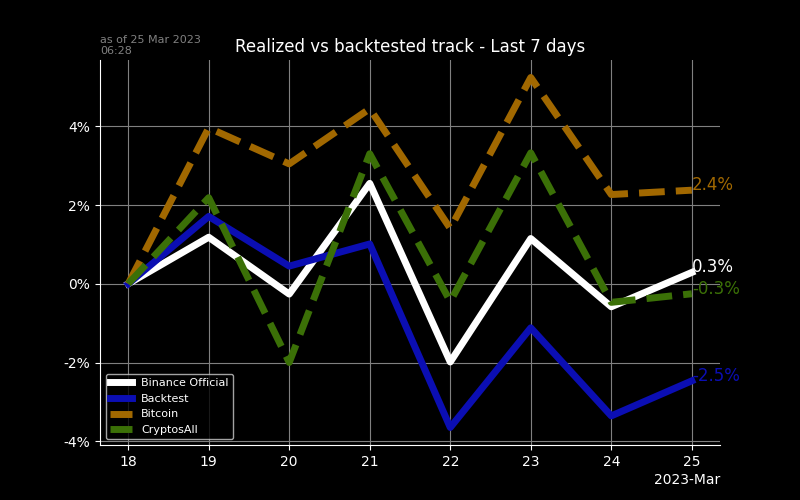 as of 25 Mar 2023
06:28
Realized vs backtested track - Last 7 days
4%
2%
0%
-2%
-4%
2.4%
0.3%
-0.3%
-2.5%
Binance Official
Backtest
Bitcoin
CryptosAll
18 19 20 21 22 23 24 25
2023-Mar